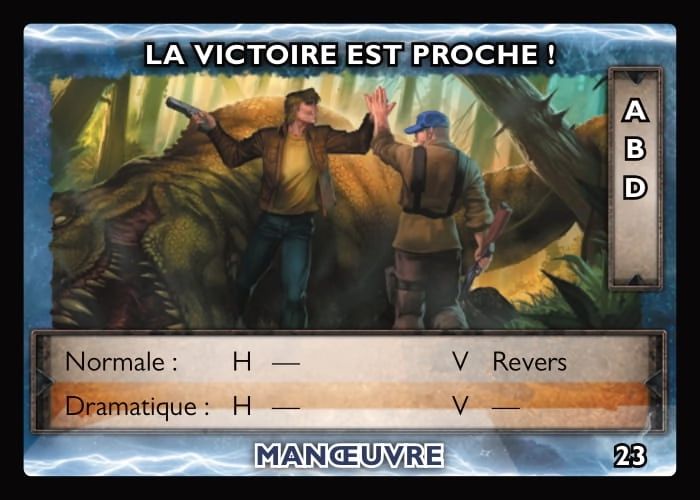 LA VICTOIRE EST PROCHE !
A
B
D
Normale : H — V Revers
Dramatique : H — V —
MANŒUVRE
23